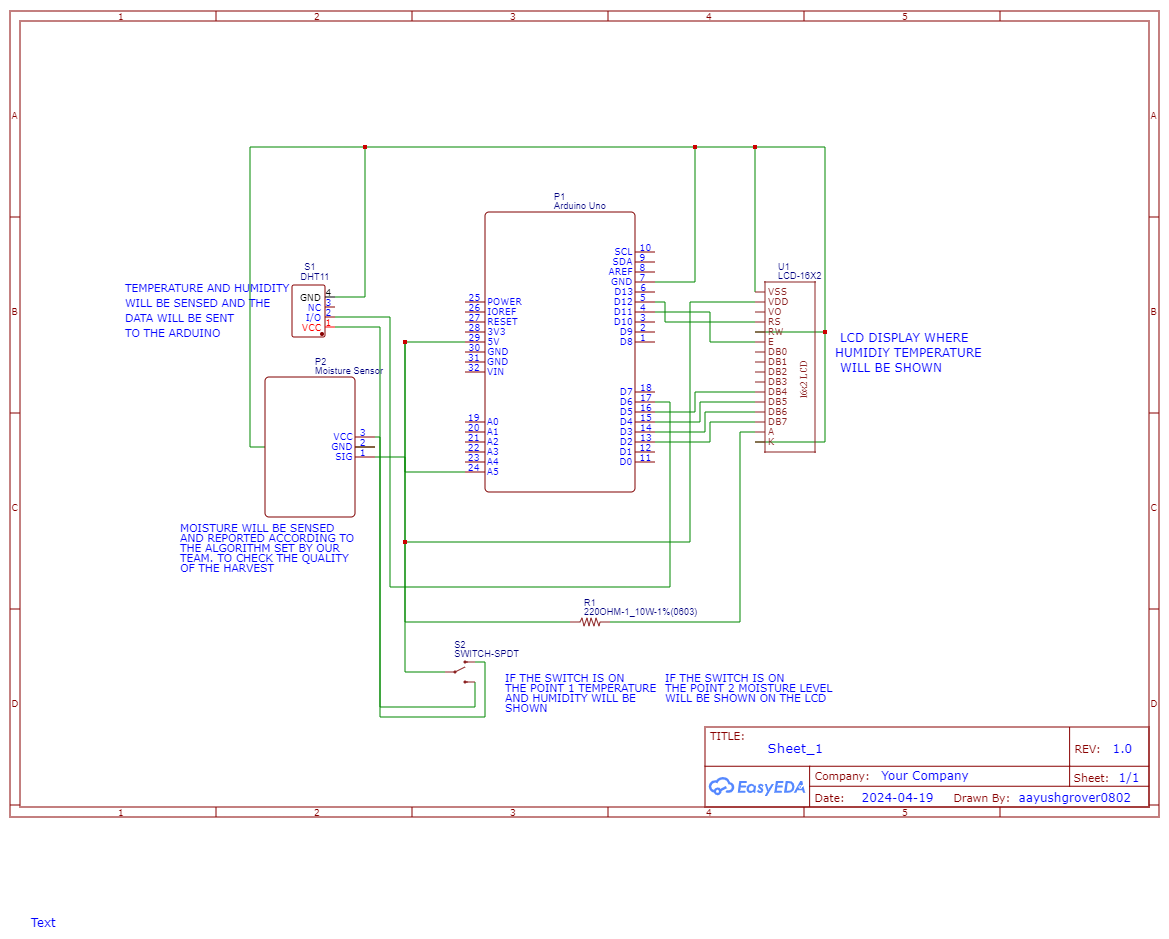 1 2 3 4 5
A A
B B
C C
D D
P1
Arduino Uno
SCL 10
SDA 9
AREF 8
GND 7
D13 6
D12 5
D11 4
D10 3
D9 2
D8 1
D7 18
D6 17
D5 16
D4 15
D3 14
D2 13
D1 12
D0 11
25 POWER
26 IOREF
27 RESET
28 3V3
29 5V
30 GND
31 GND
32 VIN
19 A0
20 A1
21 A2
22 A3
23 A4
24 A5
S1
DHT11
GND 4
NC 3
I/O 2
VCC 1
TEMPERATURE AND HUMIDITY
WILL BE SENSED AND THE
DATA WILL BE SENT
TO THE ARDUINO
P2
Moisture Sensor
VCC 3
GND 2
SIG 1
MOISTURE WILL BE SENSED
AND REPORTED ACCORDING TO
THE ALGORITHM SET BY OUR
TEAM. TO CHECK THE QUALITY
OF THE HARVEST
U1
LCD-16X2
VSS
VDD
VO
RS
RW
E
DB0
DB1
DB2
DB3
DB4
DB5
DB6
DB7
A
K
16x2 LCD
LCD DISPLAY WHERE
HUMIDIY TEMPERATURE
WILL BE SHOWN
R1
220OHM-1_10W-1%(0603)
S2
SWITCH-SPDT
IF THE SWITCH IS ON
THE POINT 1 TEMPERATURE
AND HUMIDITY WILL BE
SHOWN
IF THE SWITCH IS ON
THE POINT 2 MOISTURE LEVEL
WILL BE SHOWN ON THE LCD
TITLE:
Sheet_1
REV: 1.0
EasyEDA
Company: Your Company
Sheet: 1/1
Date: 2024-04-19 Drawn By: aayushgrover0802
1 2 3 4 5
Text